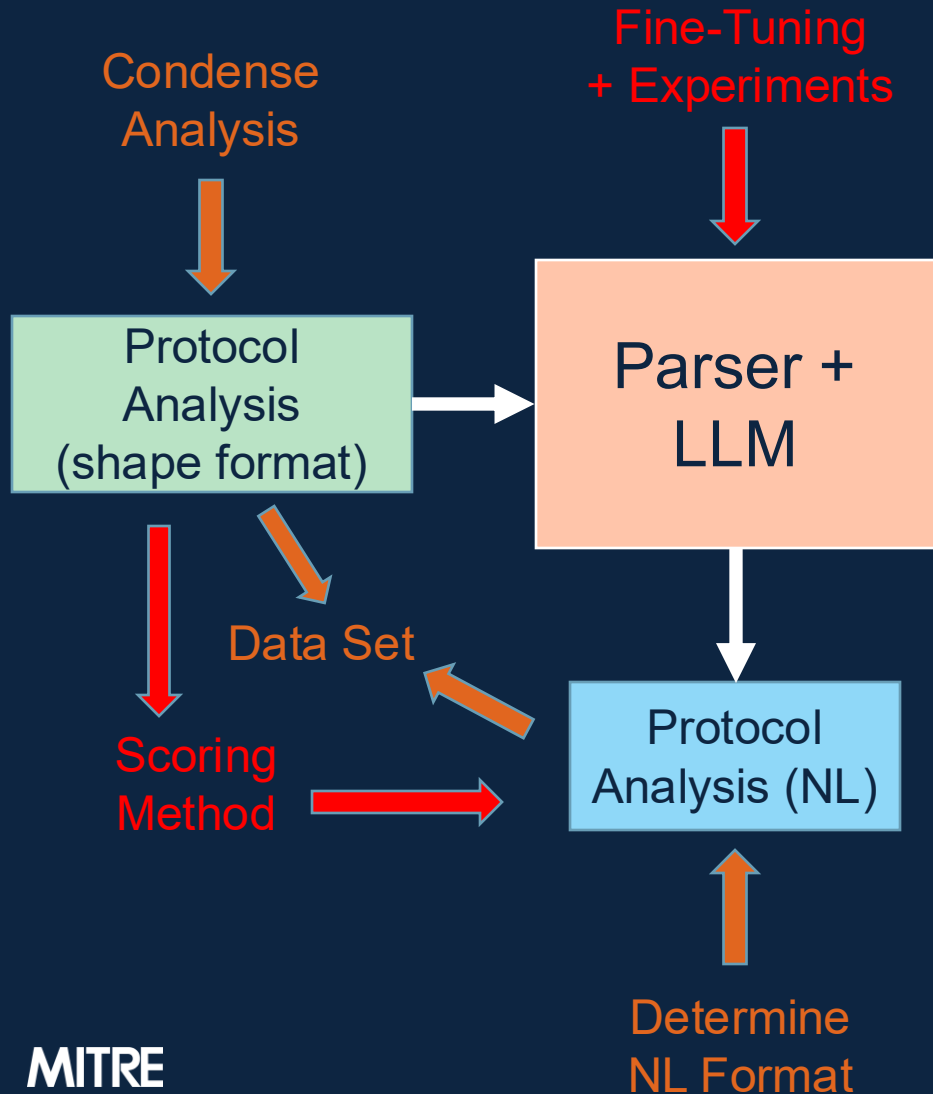 Condense
Analysis
Fine-Tuning
+ Experiments
Protocol
Analysis
(shape format)
Parser +
LLM
Data Set
Scoring
Method
Protocol
Analysis (NL)
Determine
NL Format
MITRE